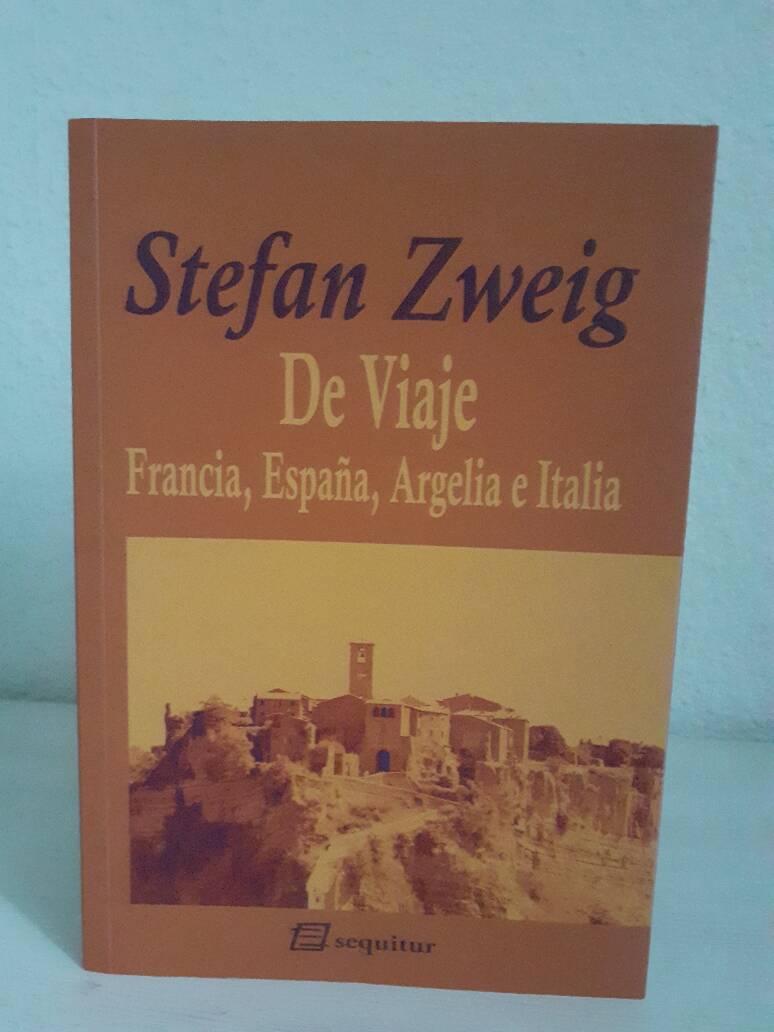 Stefan Zweig
De Viaje
Francia, España, Argelia e Italia
sequitur